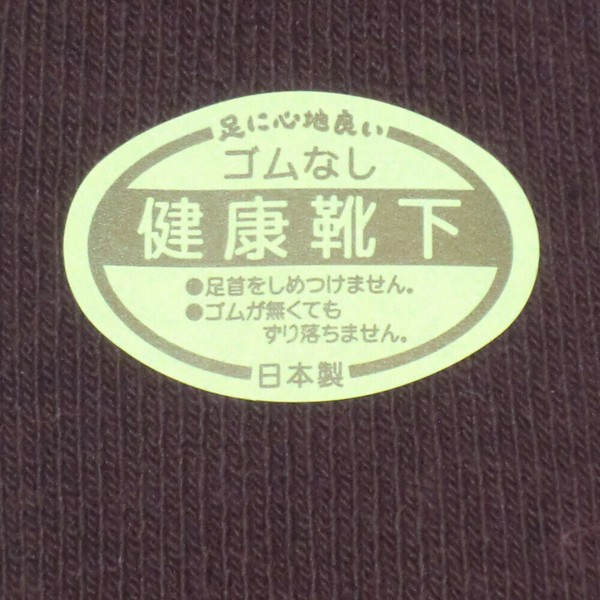 足に心地良い
ゴムなし
健康靴下
●足首をしめつけません。
●ゴムが無くても
ずり落ちません。
日本製